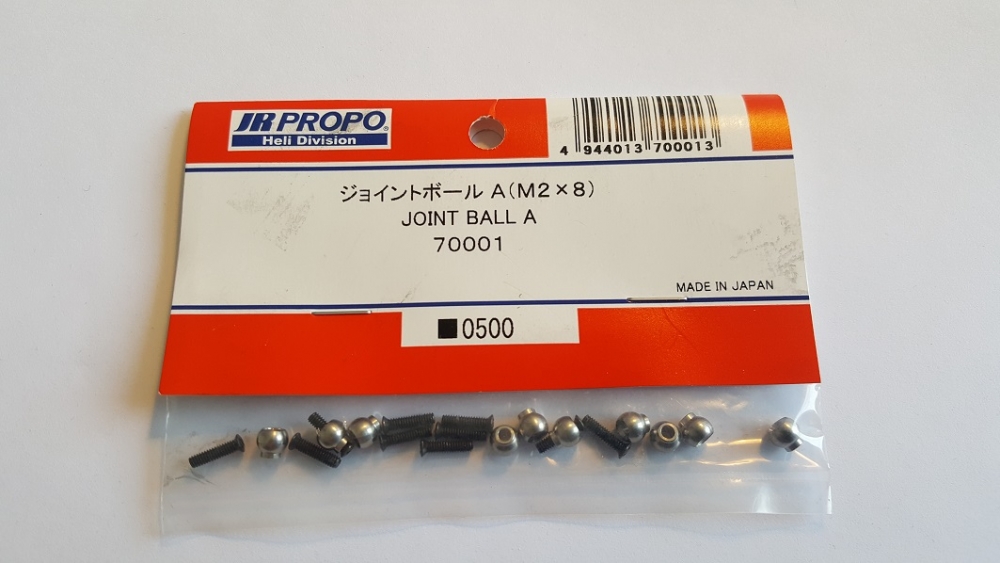 JR PROPO®
Heli Division
4 944013 700013
ジョイントボール A(M2×8)
JOINT BALL A
70001
MADE IN JAPAN
■0500